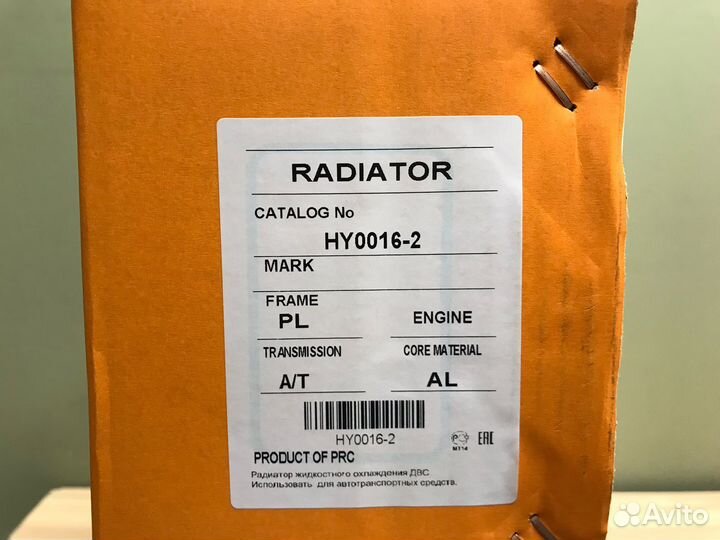 RADIATOR
CATALOG No
HY0016-2
MARK
FRAME
PL
ENGINE
TRANSMISSION
CORE MATERIAL
A/T
AL
HY0016-2
МТ14
EAC
PRODUCT OF PRC
Радиатор жидкостного охлаждения ДВС
Использовать для автотранспортных средств.
Avito